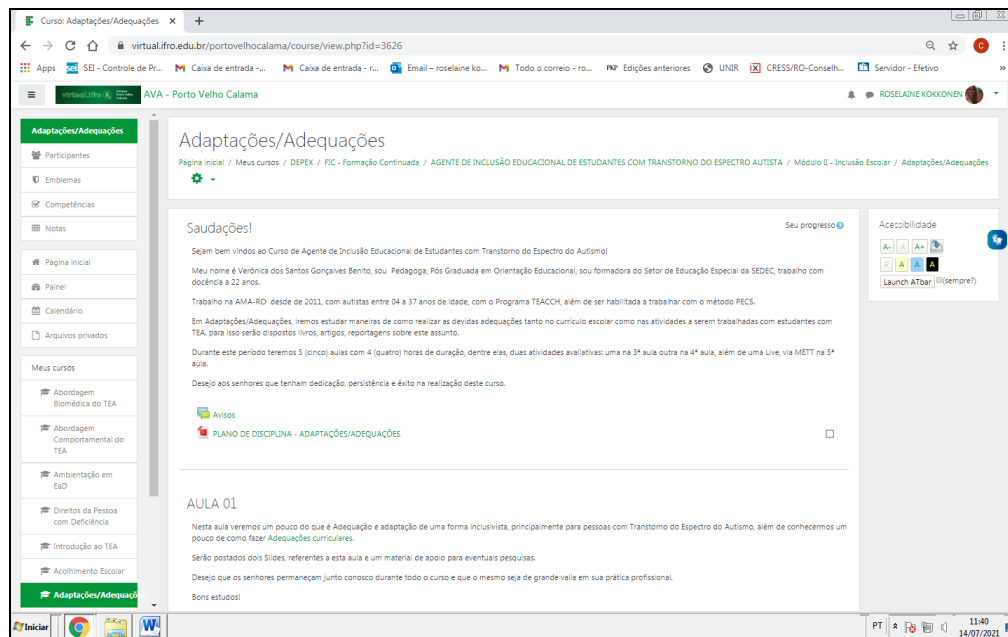 Curso: Adaptações/Adequações
virtual.ifro.edu.br/portovelhocalama/course/view.php?id=3626
C
Apps
sei
SEI - Controle de Pr...
Caixa de entrada -...
Caixa de entrada - r...
Email – roselaine ko...
Todo o correio - ro...
PKP
Edições anteriores
UNIR
CRESS/RO-Conselh...
Servidor - Efetivo
»
virtual.ifro
AVA - Porto Velho Calama
ROSELAINE KOKKONEN
Adaptações/Adequações
Participantes
Emblemas
Competências
Notas
Página inicial
Painel
Calendário
Arquivos privados
Meus cursos
Abordagem
Biomédica do TEA
Abordagem
Comportamental do
TEA
Ambientação em
EaD
Direitos da Pessoa
com Deficiência
Introdução ao TEA
Acolhimento Escolar
Adaptações/Adequaçõ
Adaptações/Adequações
Página inicial / Meus cursos / DEPEX / FIC - Formação Continuada / AGENTE DE INCLUSÃO EDUCACIONAL DE ESTUDANTES COM TRANSTORNO DO ESPECTRO AUTISTA / Módulo II - Inclusão Escolar / Adaptações/Adequações
Saudações!
Seu progresso
Sejam bem vindos ao Curso de Agente de Inclusão Educacional de Estudantes com Transtorno do Espectro do Autismo!
Meu nome é Verónica dos Santos Gonçalves Benito, sou Pedagoga, Pós Graduada em Orientação Educacional, sou formadora do Setor de Educação Especial da SEDEC, trabalho com
docência a 22 anos.
Trabalho na AMA-RO desde de 2011, com autistas entre 04 a 37 anos de idade, com o Programa TEACCH, além de ser habilitada a trabalhar com o método PECS.
Em Adaptações/Adequações, iremos estudar maneiras de como realizar as devidas adequações tanto no currículo escolar como nas atividades a serem trabalhadas com estudantes com
TEA. para isso serão dispostos livros, artigos, reportagens sobre este assunto.
Durante este período teremos 5 (cinco) aulas com 4 (quatro) horas de duração, dentre elas, duas atividades avaliativas: uma na 3ª aula outra na 4ª aula, além de uma Live, via METT na 5ª
aula.
Desejo aos senhores que tenham dedicação, persistência e êxito na realização deste curso.
Avisos
PLANO DE DISCIPLINA - ADAPTAÇÕES/ADEQUAÇÕES
AULA 01
Nesta aula veremos um pouco do que é Adequação e adaptação de uma forma inclusivista, principalmente para pessoas com Transtorno do Espectro do Autismo, além de conhecermos um
pouco de como fazer Adequações curriculares.
Serão postados dois Slides, referentes a esta aula e um material de apoio para eventuais pesquisas.
Desejo que os senhores permaneçam junto conosco durante todo o curso e que o mesmo seja de grande valia em sua prática profissional.
Bons estudos!
Acessibilidade
A- A A+
R A A A
Launch ATbar (sempre?)
Iniciar
PT
11:40
14/07/2021